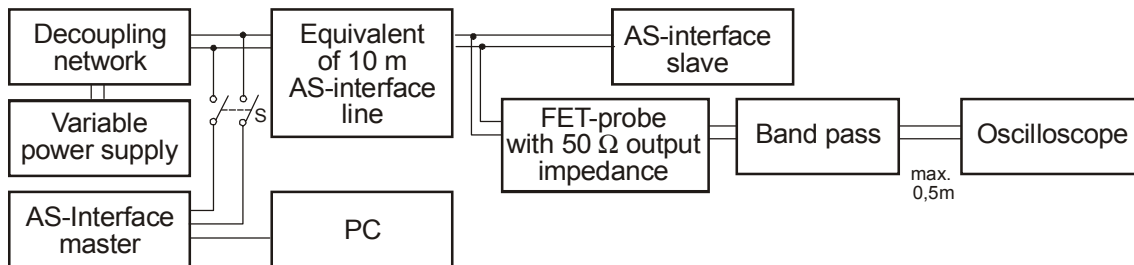 Decoupling
network
Equivalent
of 10 m
AS-interface
line
AS-interface
slave
Variable
power supply
S
FET-probe
with 50 Ω output
impedance
Band pass
Oscilloscope
max.
0,5m
AS-Interface
master
PC